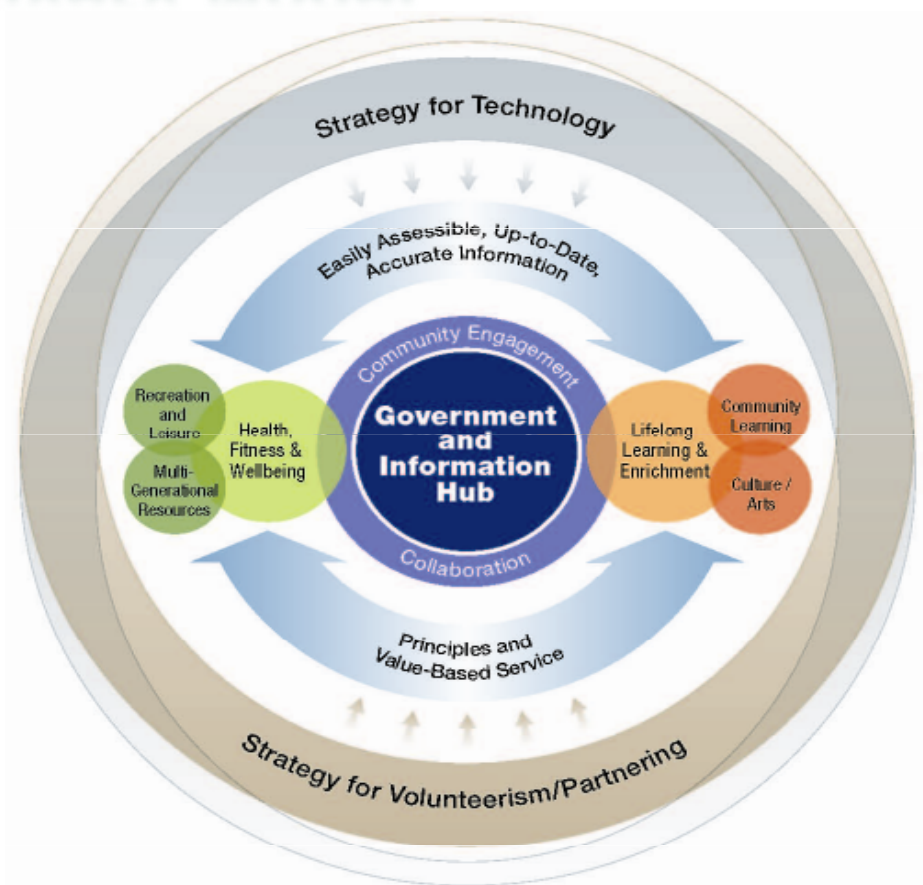 Strategy for Technology
Easily Assessible, Up-to-Date,
Accurate Information
Community Engagement
Government
and
Information
Hub
Collaboration
Recreation
and
Leisure
Multi-
Generational
Resources
Health,
Fitness &
Wellbeing
Lifelong
Learning &
Enrichment
Community
Learning
Culture /
Arts
Principles and
Value-Based Service
Strategy for Volunteerism/Partnering